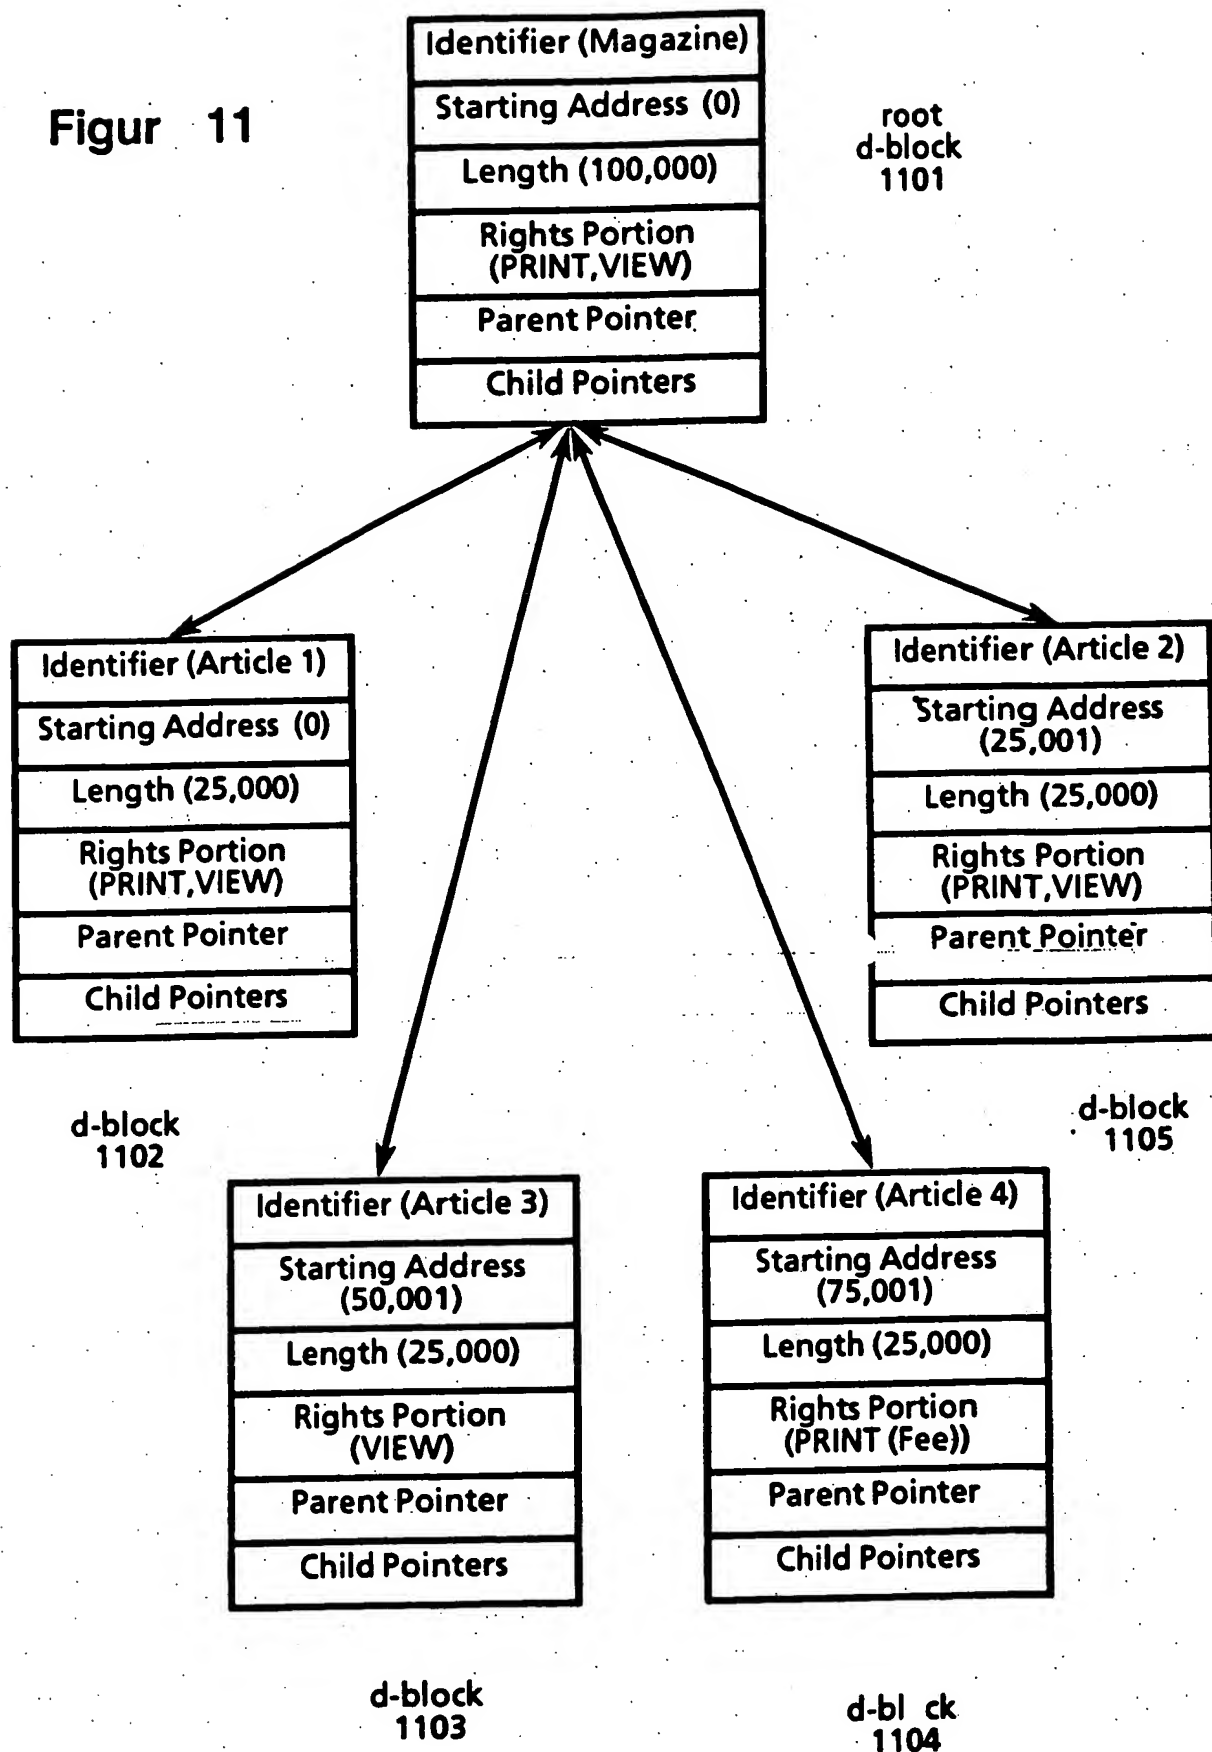 Figur 11
Identifier (Magazine)
Starting Address (0)
Length (100,000)
Rights Portion
(PRINT,VIEW)
Parent Pointer
Child Pointers
root
d-block
1101
Identifier (Article 1)
Starting Address (0)
Length (25,000)
Rights Portion
(PRINT,VIEW)
Parent Pointer
Child Pointers
d-block
1102
Identifier (Article 2)
Starting Address
(25,001)
Length (25,000)
Rights Portion
(PRINT,VIEW)
Parent Pointer
Child Pointers
d-block
1105
Identifier (Article 3)
Starting Address
(50,001)
Length (25,000)
Rights Portion
(VIEW)
Parent Pointer
Child Pointers
d-block
1103
Identifier (Article 4)
Starting Address
(75,001)
Length (25,000)
Rights Portion
(PRINT (Fee))
Parent Pointer
Child Pointers
d-bl ck
1104